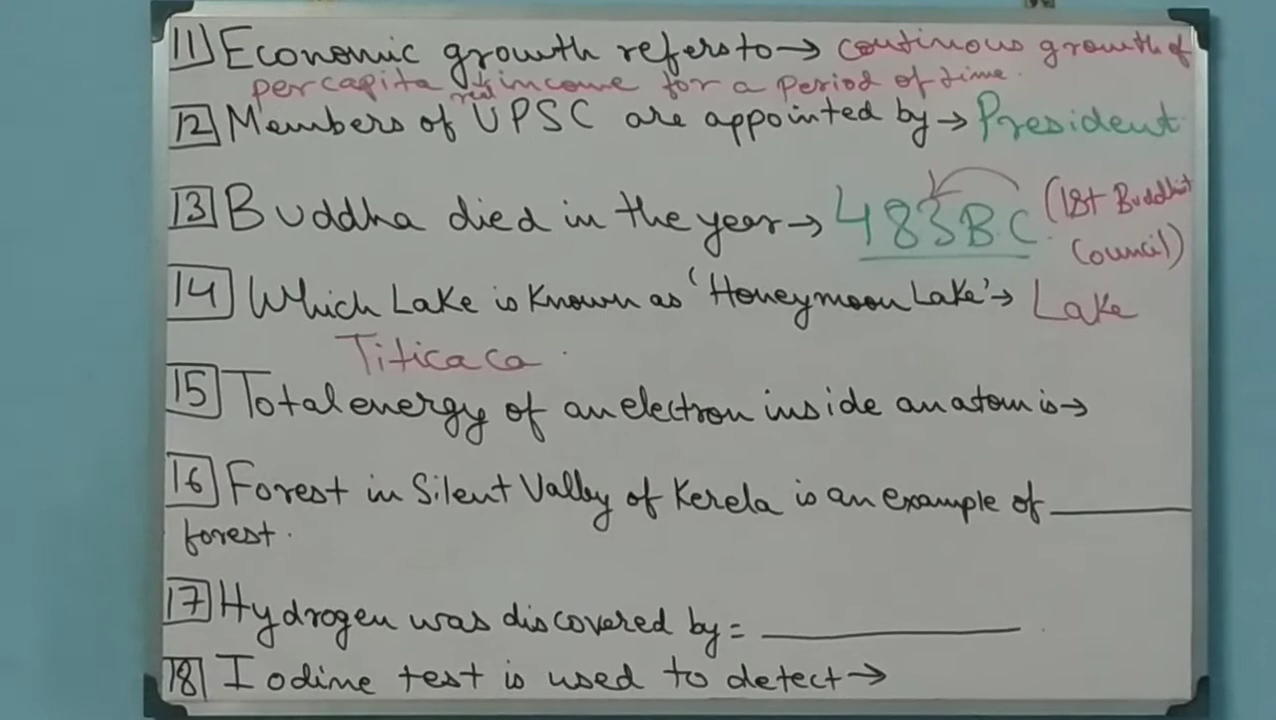 11) Economic growth refers to → continuous growth of
percapita real income for a period of time.
12 Members of UPSC are appointed by → President
13 Buddha died in the year → 483 B.C. (1st Buddhist
Council)
14 Which Lake is Known as 'Honeymoon Lake' → Lake
Titicaca.
15 Total energy of an electron inside an atom is →
16 Forest in Silent Valley of Kerela is an example of ______
forest.
17 Hydrogen was discovered by = ______
18 Iodine test is used to detect →